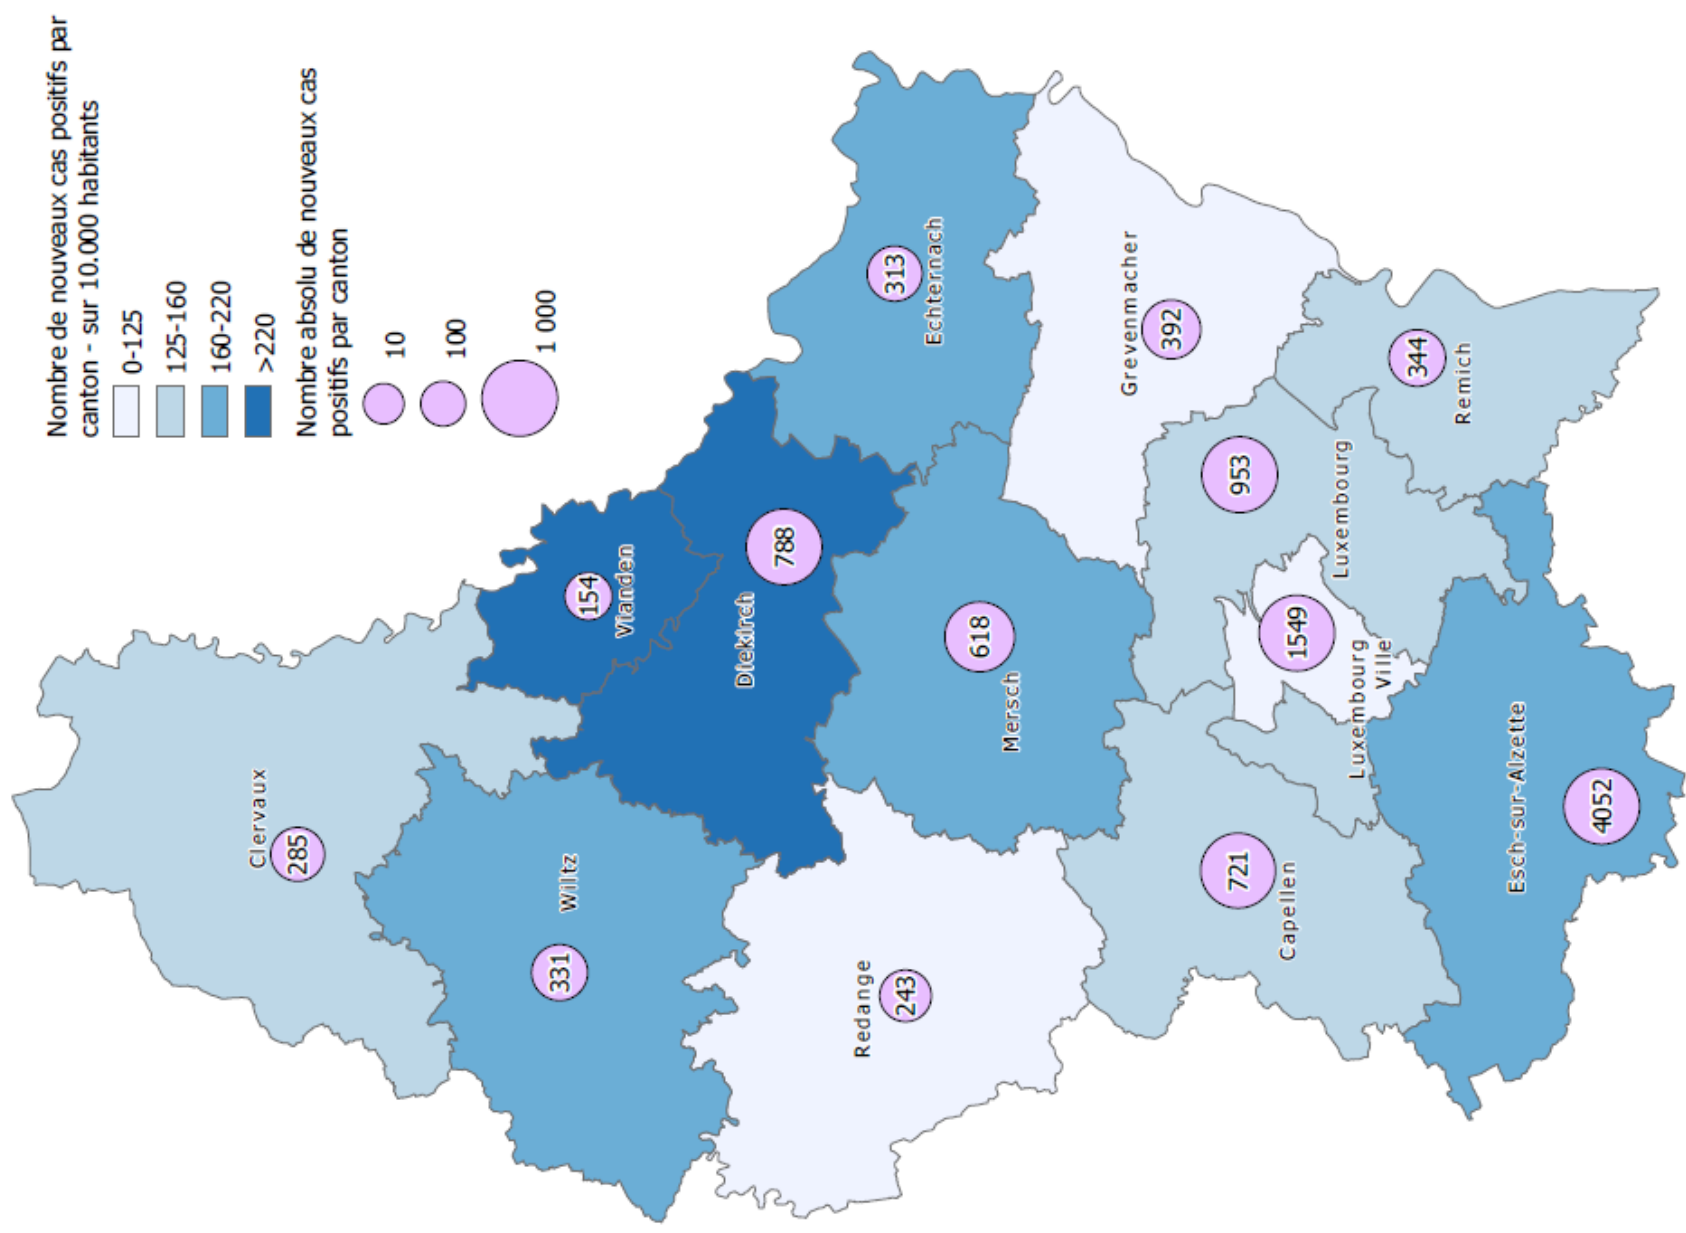 Nombre de nouveaux cas positifs par
canton - sur 10.000 habitants
0-125
125-160
160-220
>220
Nombre absolu de nouveaux cas
positifs par canton
10
100
1 000
Clervaux
285
Wiltz
331
Vianden
154
Diekirch
788
Redange
243
Mersch
618
Echternach
313
Grevenmacher
392
Capellen
721
Luxembourg
953
Luxembourg
Ville
1549
Remich
344
Esch-sur-Alzette
4052